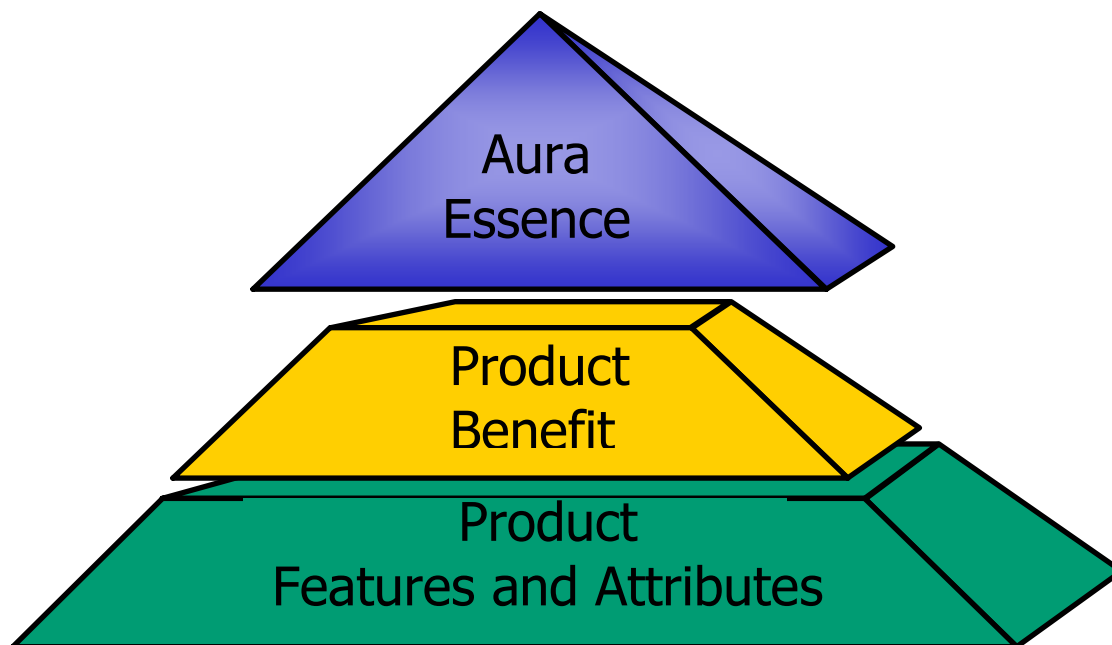 Aura
Essence
Product
Benefit
Product
Features and Attributes